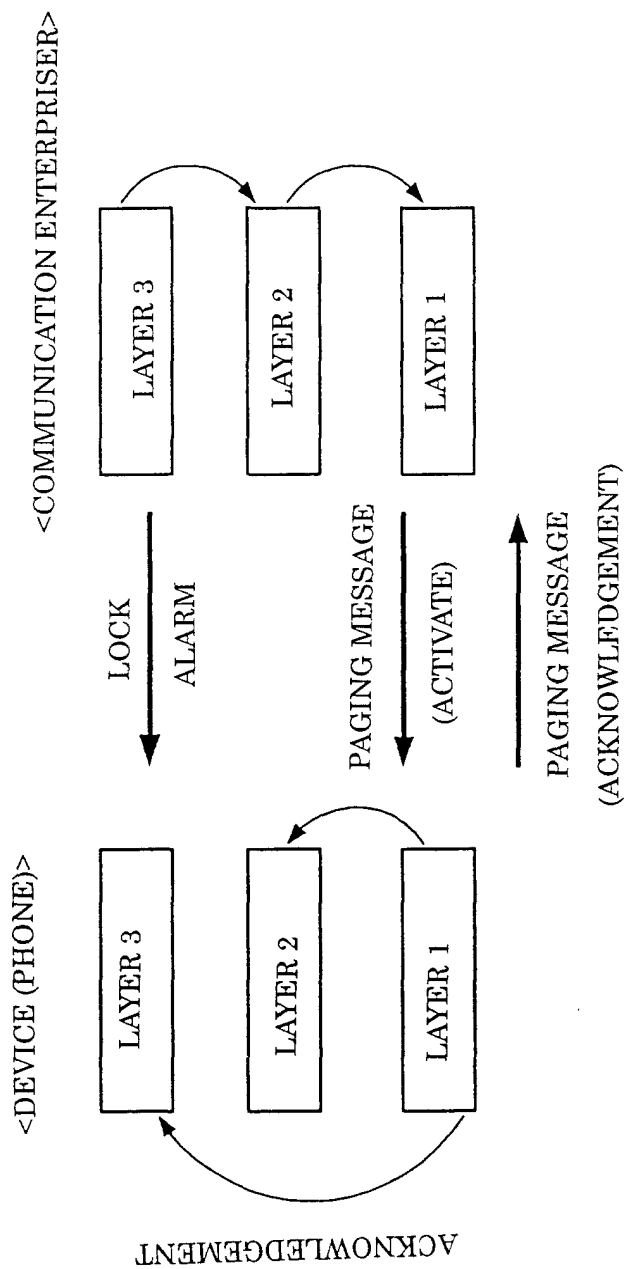 <DEVICE (PHONE)>
<COMMUNICATION ENTERPRISER>
LAYER 3
LOCK
ALARM
LAYER 3
LAYER 2
LAYER 2
ACKNOWLEDGEMENT
LAYER 1
PAGING MESSAGE
(ACTIVATE)
LAYER 1
PAGING MESSAGE
(ACKNOWLEDGEMENT)